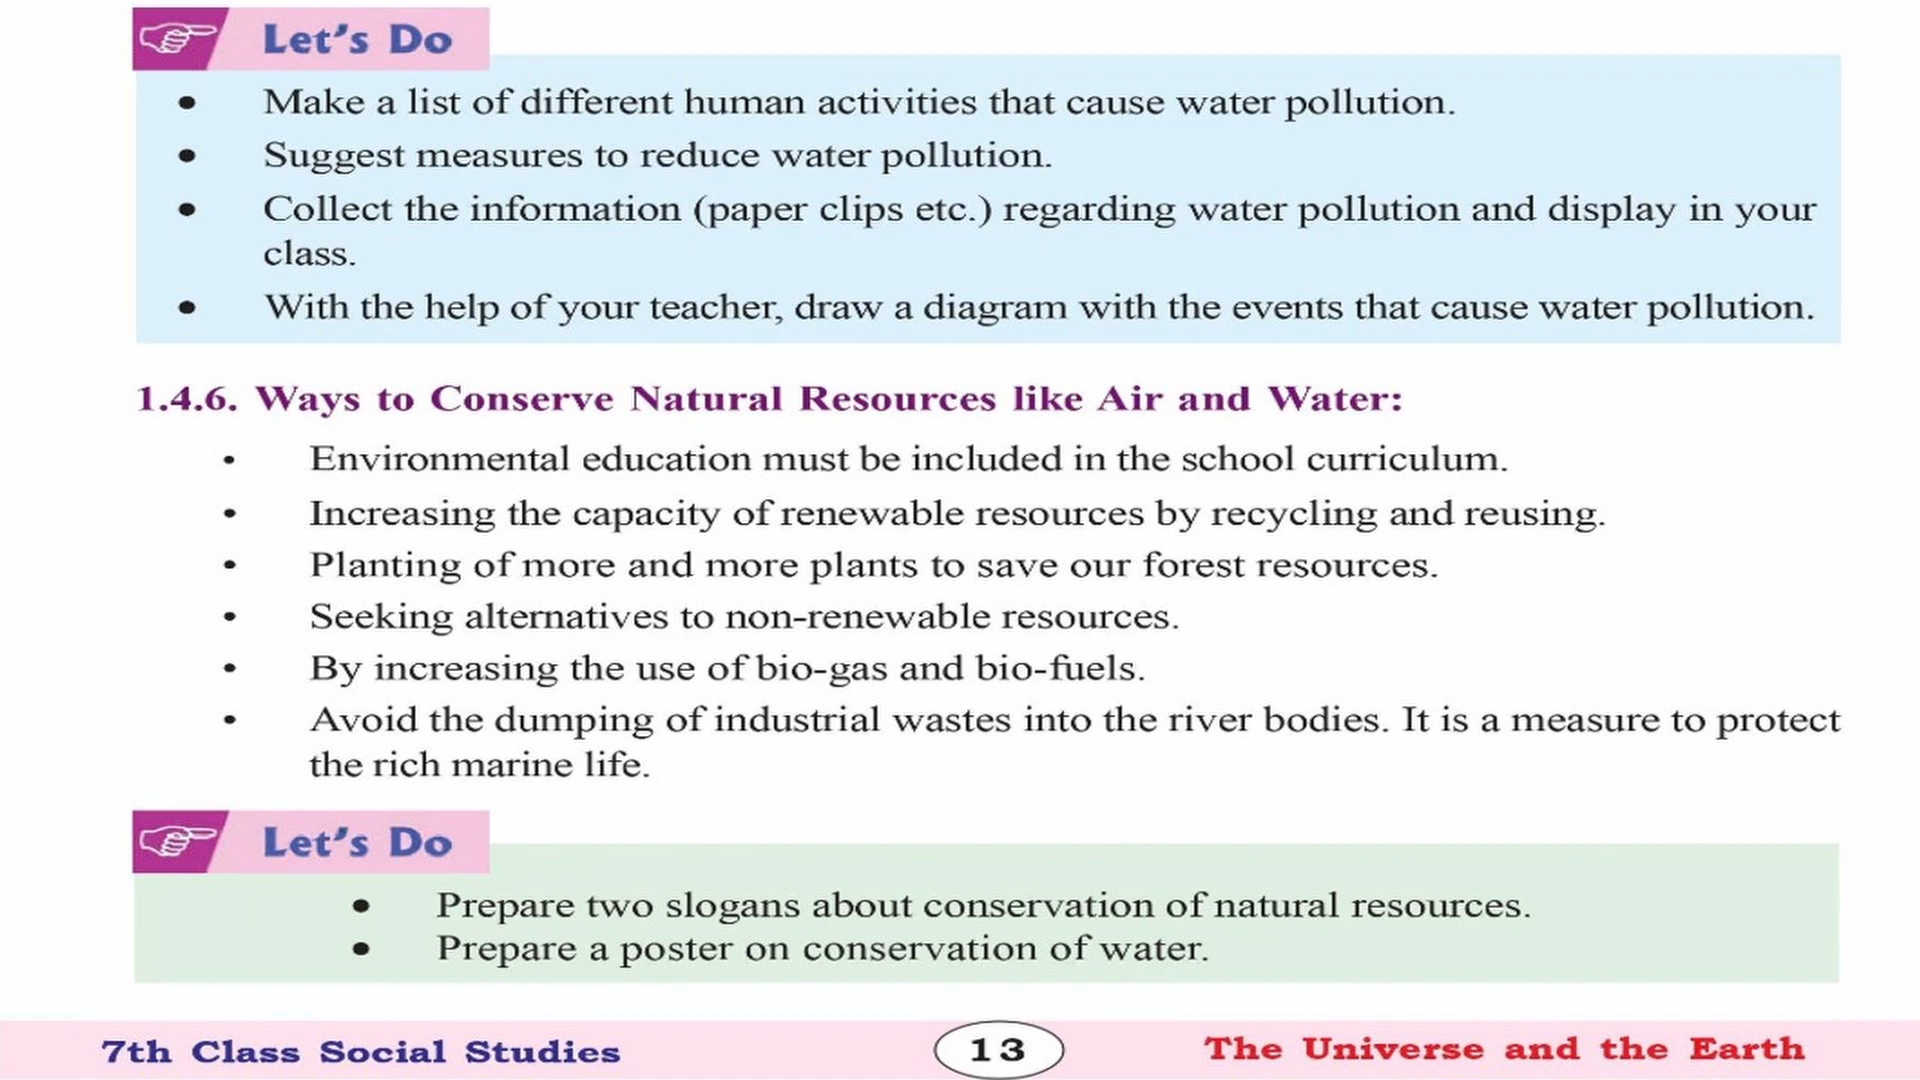 Let's Do
• Make a list of different human activities that cause water pollution.
• Suggest measures to reduce water pollution.
• Collect the information (paper clips etc.) regarding water pollution and display in your
class.
• With the help of your teacher, draw a diagram with the events that cause water pollution.
1.4.6. Ways to Conserve Natural Resources like Air and Water:
• Environmental education must be included in the school curriculum.
• Increasing the capacity of renewable resources by recycling and reusing.
• Planting of more and more plants to save our forest resources.
• Seeking alternatives to non-renewable resources.
• By increasing the use of bio-gas and bio-fuels.
• Avoid the dumping of industrial wastes into the river bodies. It is a measure to protect
the rich marine life.
Let's Do
• Prepare two slogans about conservation of natural resources.
• Prepare a poster on conservation of water.
7th Class Social Studies 13 The Universe and the Earth